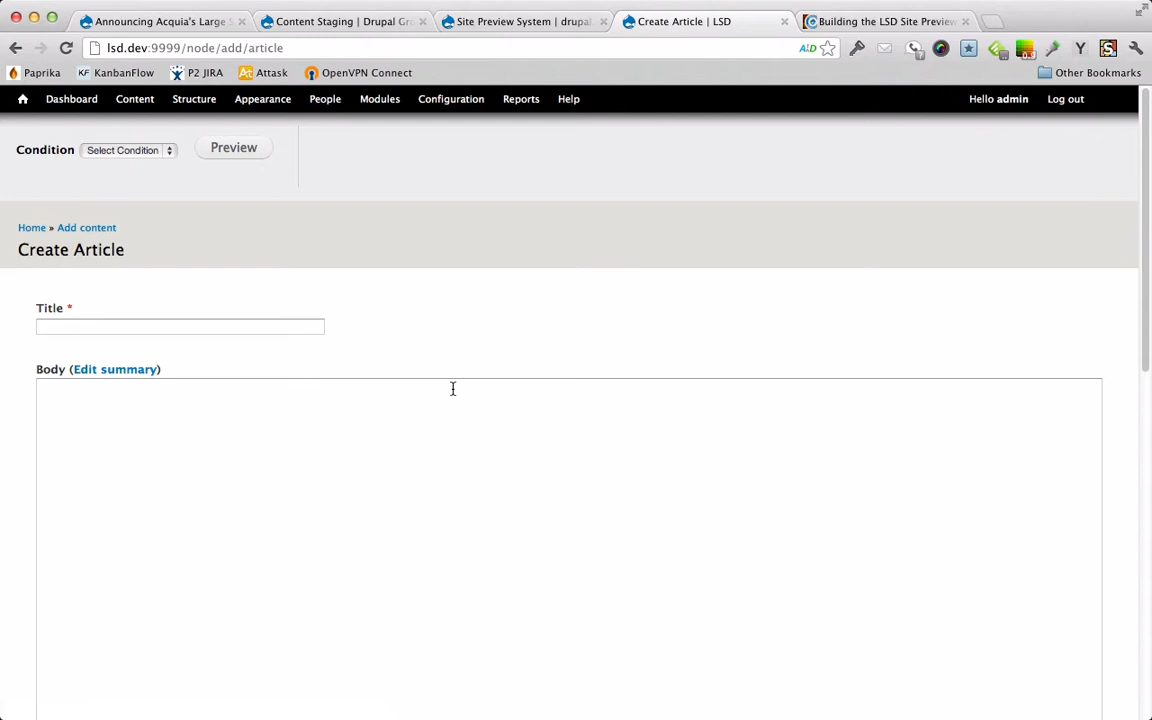 Announcing Acquia's Large S
Content Staging | Drupal Gro
Site Preview System | drupal.
Create Article | LSD
Building the LSD Site Preview
lsd.dev:9999/node/add/article
Paprika
KF KanbanFlow
P2 JIRA
At Attask
OpenVPN Connect
Other Bookmarks
Dashboard Content Structure Appearance People Modules Configuration Reports Help
Hello admin Log out
Condition Select Condition Preview
Home » Add content
Create Article
Title *
Body (Edit summary)